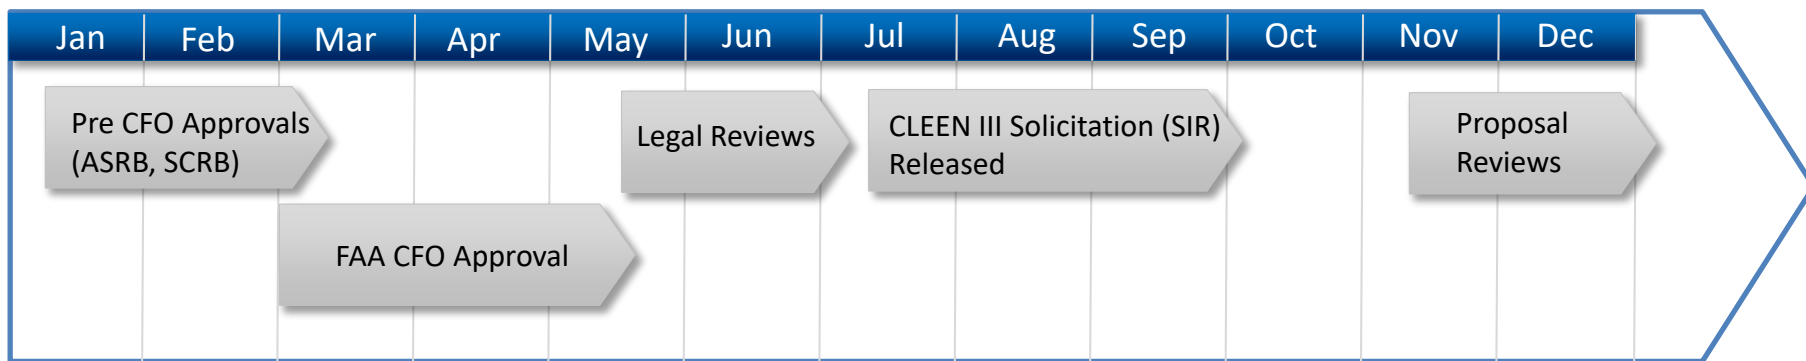 Jan Feb Mar Apr May Jun Jul Aug Sep Oct Nov Dec
Pre CFO Approvals
(ASRB, SCRB)
Legal Reviews
CLEEN III Solicitation (SIR)
Released
Proposal
Reviews
FAA CFO Approval